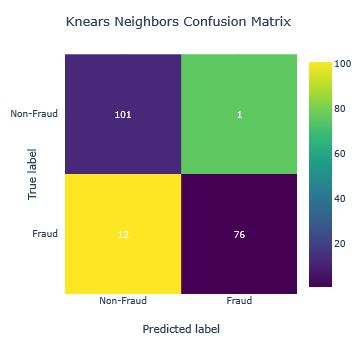 Knears Neighbors Confusion Matrix
Non-Fraud
Fraud
True label
101
1
12
76
Non-Fraud
Fraud
Predicted label
100
80
60
40
20